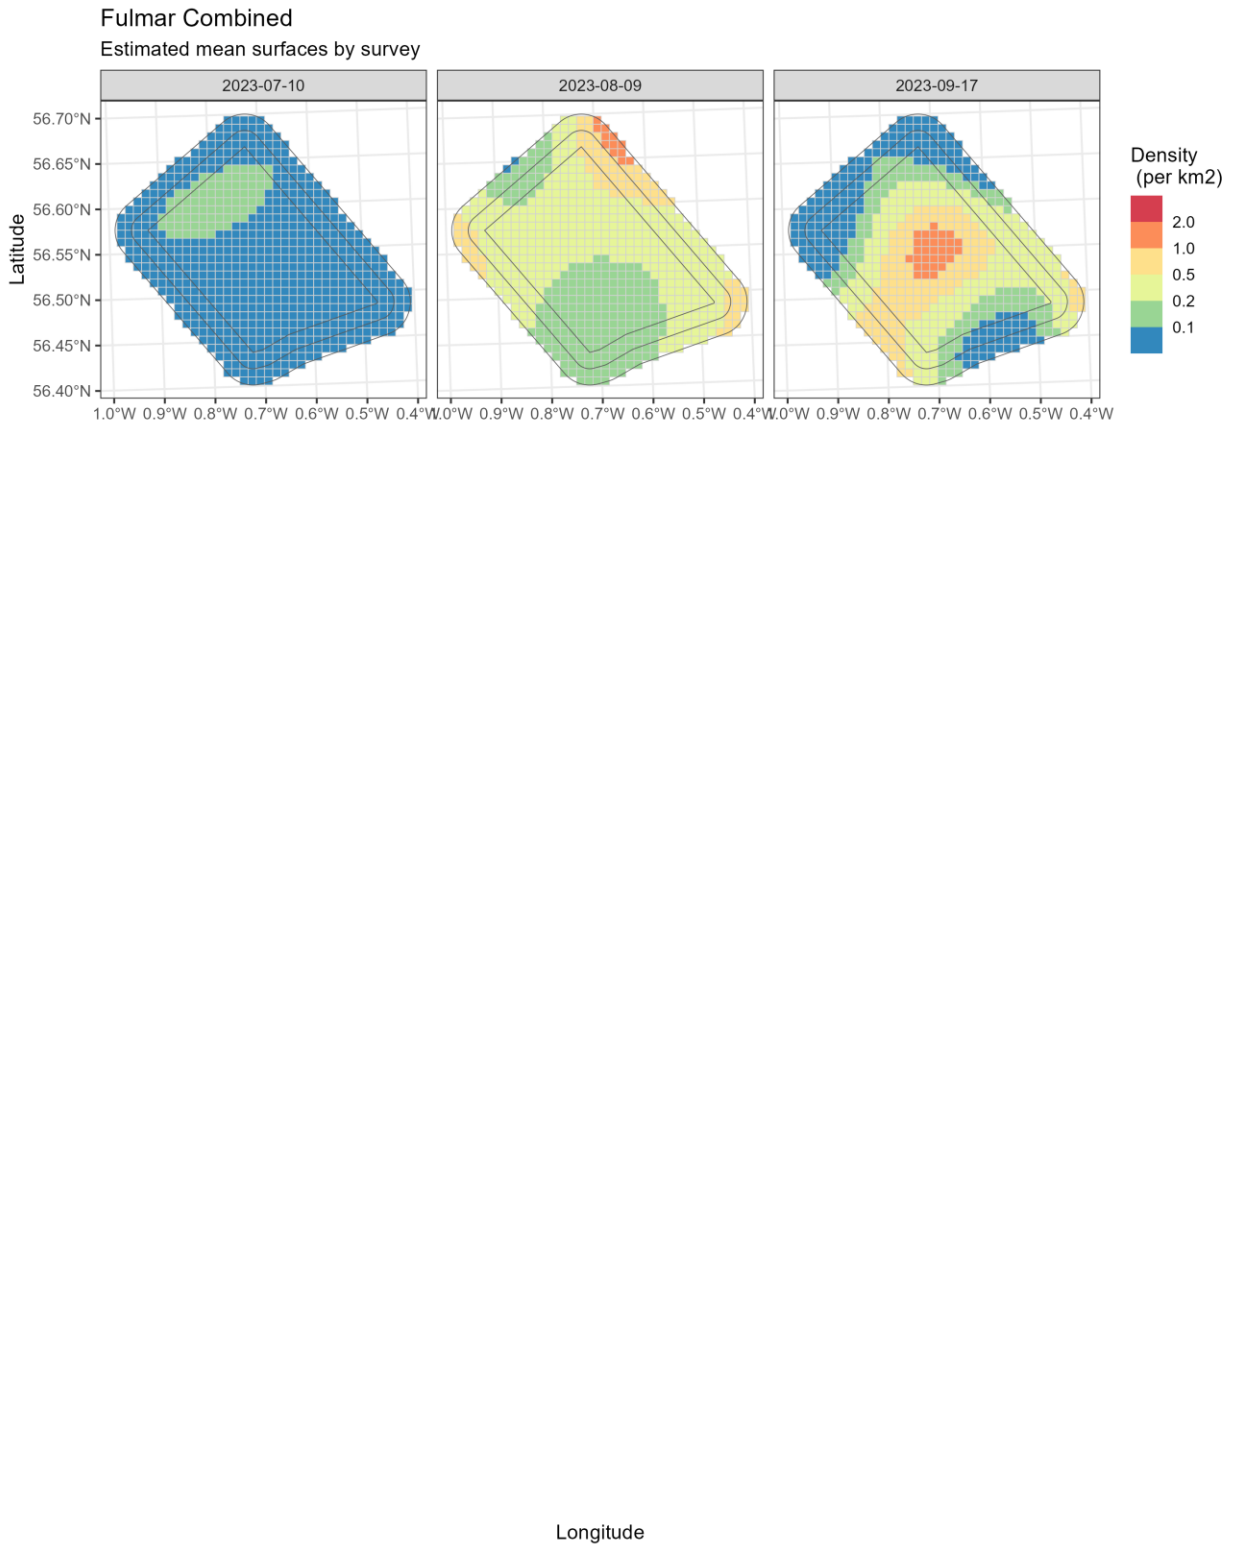 Fulmar Combined
Estimated mean surfaces by survey
2023-07-10 2023-08-09 2023-09-17
Density
(per km2)
2.0
1.0
0.5
0.2
0.1
Latitude
56.70°N
56.65°N
56.60°N
56.55°N
56.50°N
56.45°N
56.40°N
1.0°W 0.9°W 0.8°W 0.7°W 0.6°W 0.5°W 0.4°W 1.0°W 0.9°W 0.8°W 0.7°W 0.6°W 0.5°W 0.4°W 1.0°W 0.9°W 0.8°W 0.7°W 0.6°W 0.5°W 0.4°W
Longitude